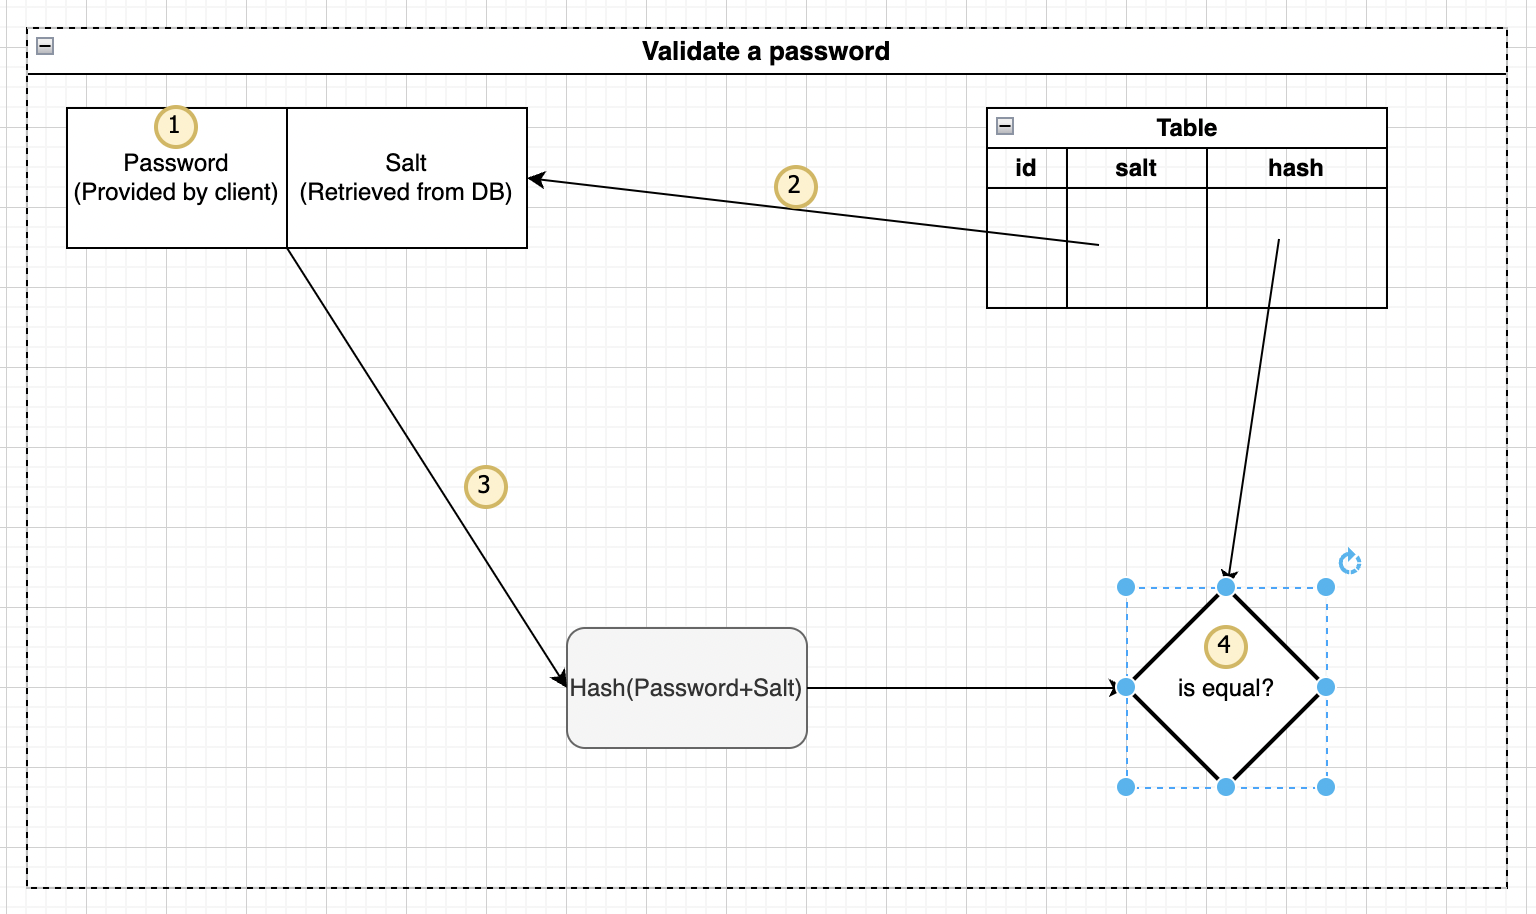 Validate a password
1
Password
(Provided by client)
Salt
(Retrieved from DB)
2
Table
id
salt
hash
3
Hash(Password+Salt)
4
is equal?